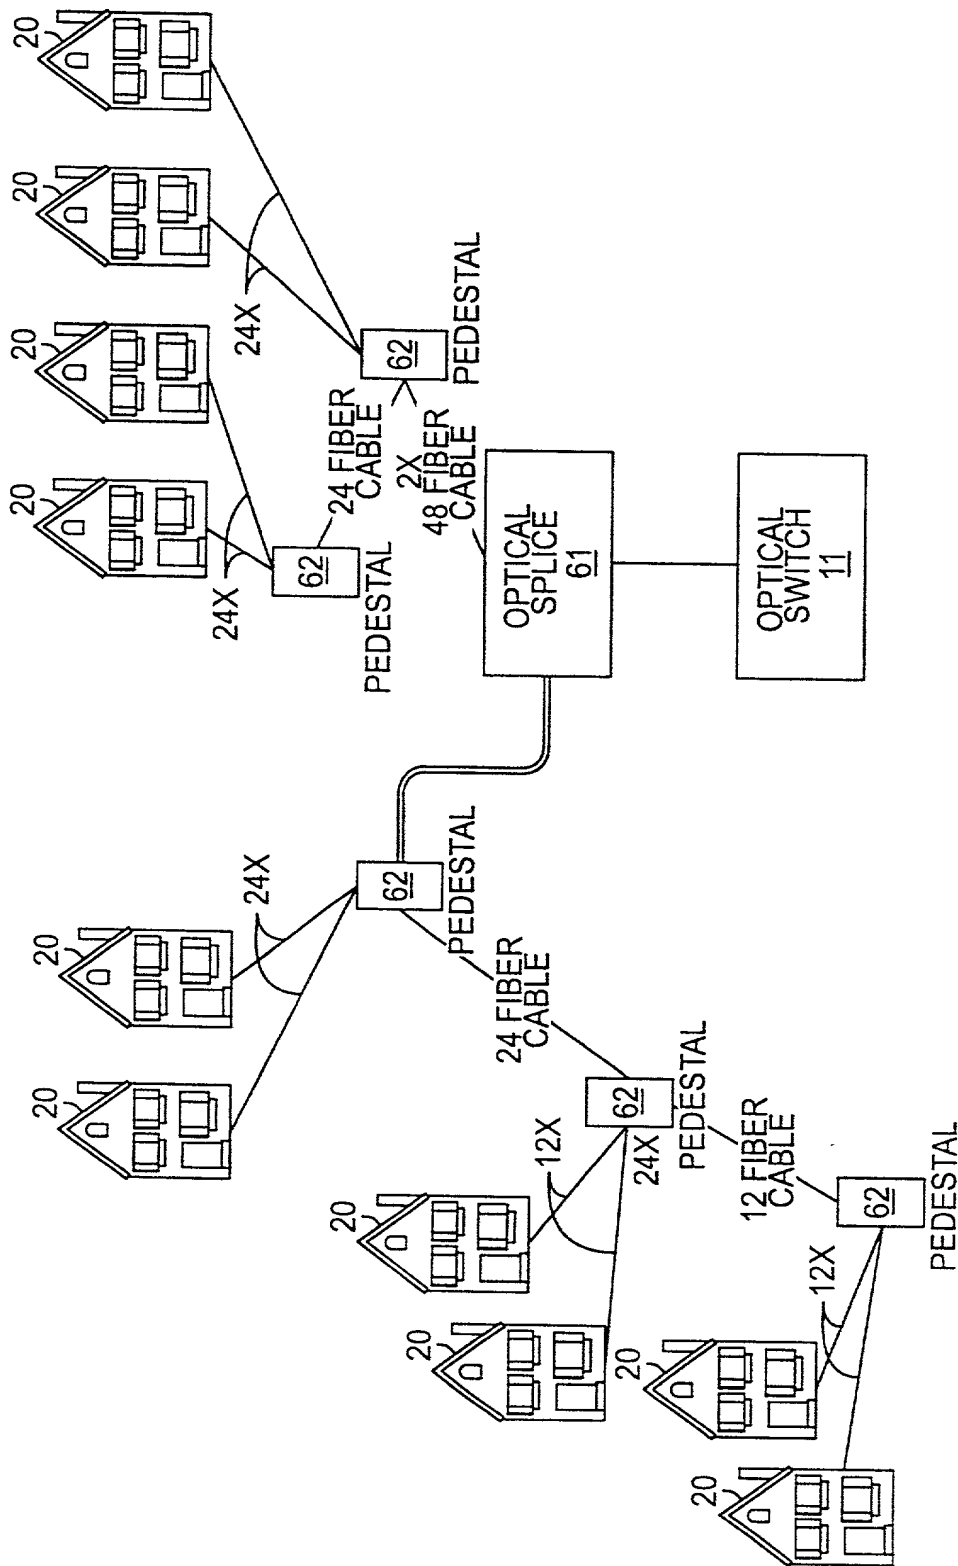 20
20
20
20
20
20
24X
24X
24X
62
20
24 FIBER
CABLE
PEDESTAL
62
62
2X
48 FIBER
CABLE
PEDESTAL
PEDESTAL
20
24 FIBER
CABLE
OPTICAL
SPLICE
61
12X
62
24X
20
PEDESTAL
20
12 FIBER
CABLE
OPTICAL
SWITCH
11
12X
62
PEDESTAL